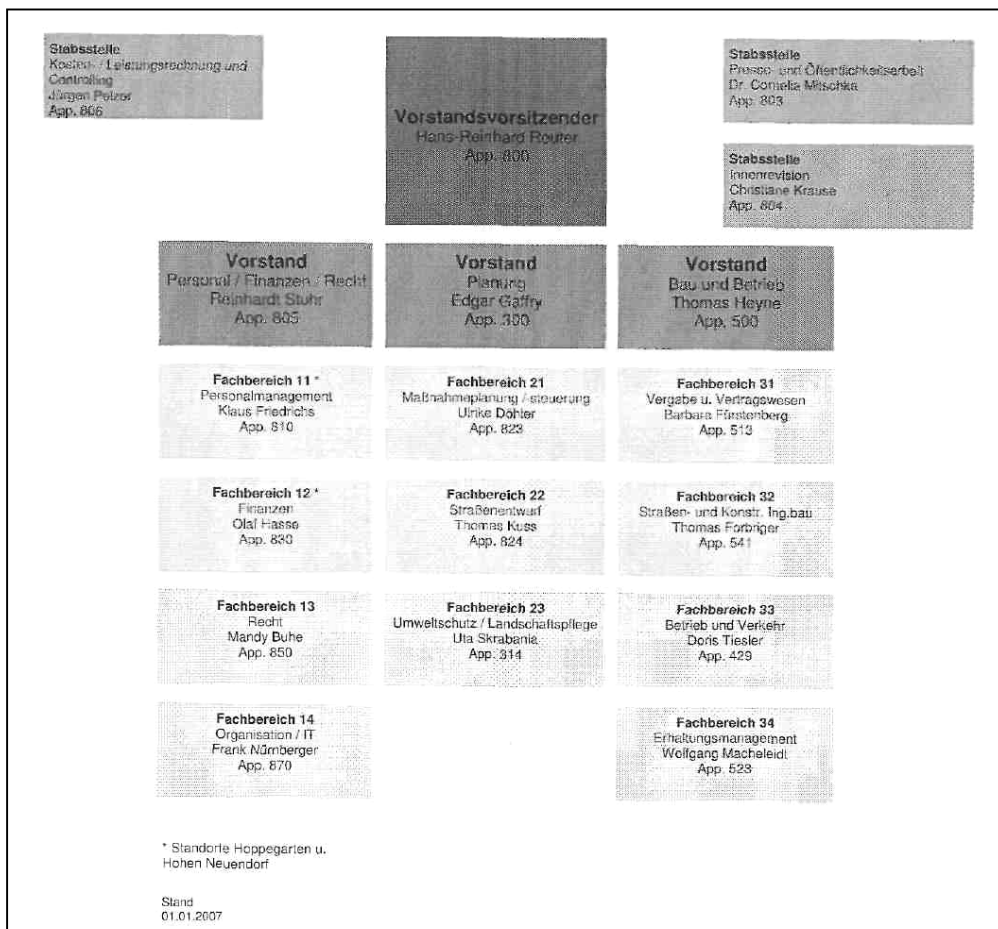 Stabsstelle
Kosten- / Leistungsrechnung und
Controlling
Jürgen Pelzer
App. 806
Vorstandsvorsitzender
Hans-Reinhard Reuter
App. 800
Stabsstelle
Presse- und Öffentlichkeitsarbeit
Dr. Cornelia Mitschka
App. 803
Stabsstelle
Innenrevision
Christiane Krause
App. 804
Vorstand
Personal / Finanzen / Recht
Reinhardt Stuhr
App. 805
Vorstand
Planung
Edgar Gaffry
App. 300
Vorstand
Bau und Betrieb
Thomas Heyne
App. 500
Fachbereich 11 *
Personalmanagement
Klaus Friedrichs
App. 810
Fachbereich 21
Maßnahmeplanung /-steuerung
Ulrike Döhler
App. 823
Fachbereich 31
Vergabe u. Vertragswesen
Barbara Fürstenberg
App. 513
Fachbereich 12 *
Finanzen
Olaf Hasse
App. 830
Fachbereich 22
Straßenentwurf
Thomas Kuss
App. 824
Fachbereich 32
Straßen- und Konstr. Ing.bau
Thomas Forbriger
App. 541
Fachbereich 13
Recht
Mandy Buhe
App. 850
Fachbereich 23
Umweltschutz / Landschaftspflege
Uta Skrabania
App. 314
Fachbereich 33
Betrieb und Verkehr
Doris Tiesler
App. 429
Fachbereich 14
Organisation / IT
Frank Nürnberger
App. 870
Fachbereich 34
Erhaltungsmanagement
Wolfgang Macheleidt
App. 523
* Standorte Hoppegarten u.
Hohen Neuendorf
Stand
01.01.2007